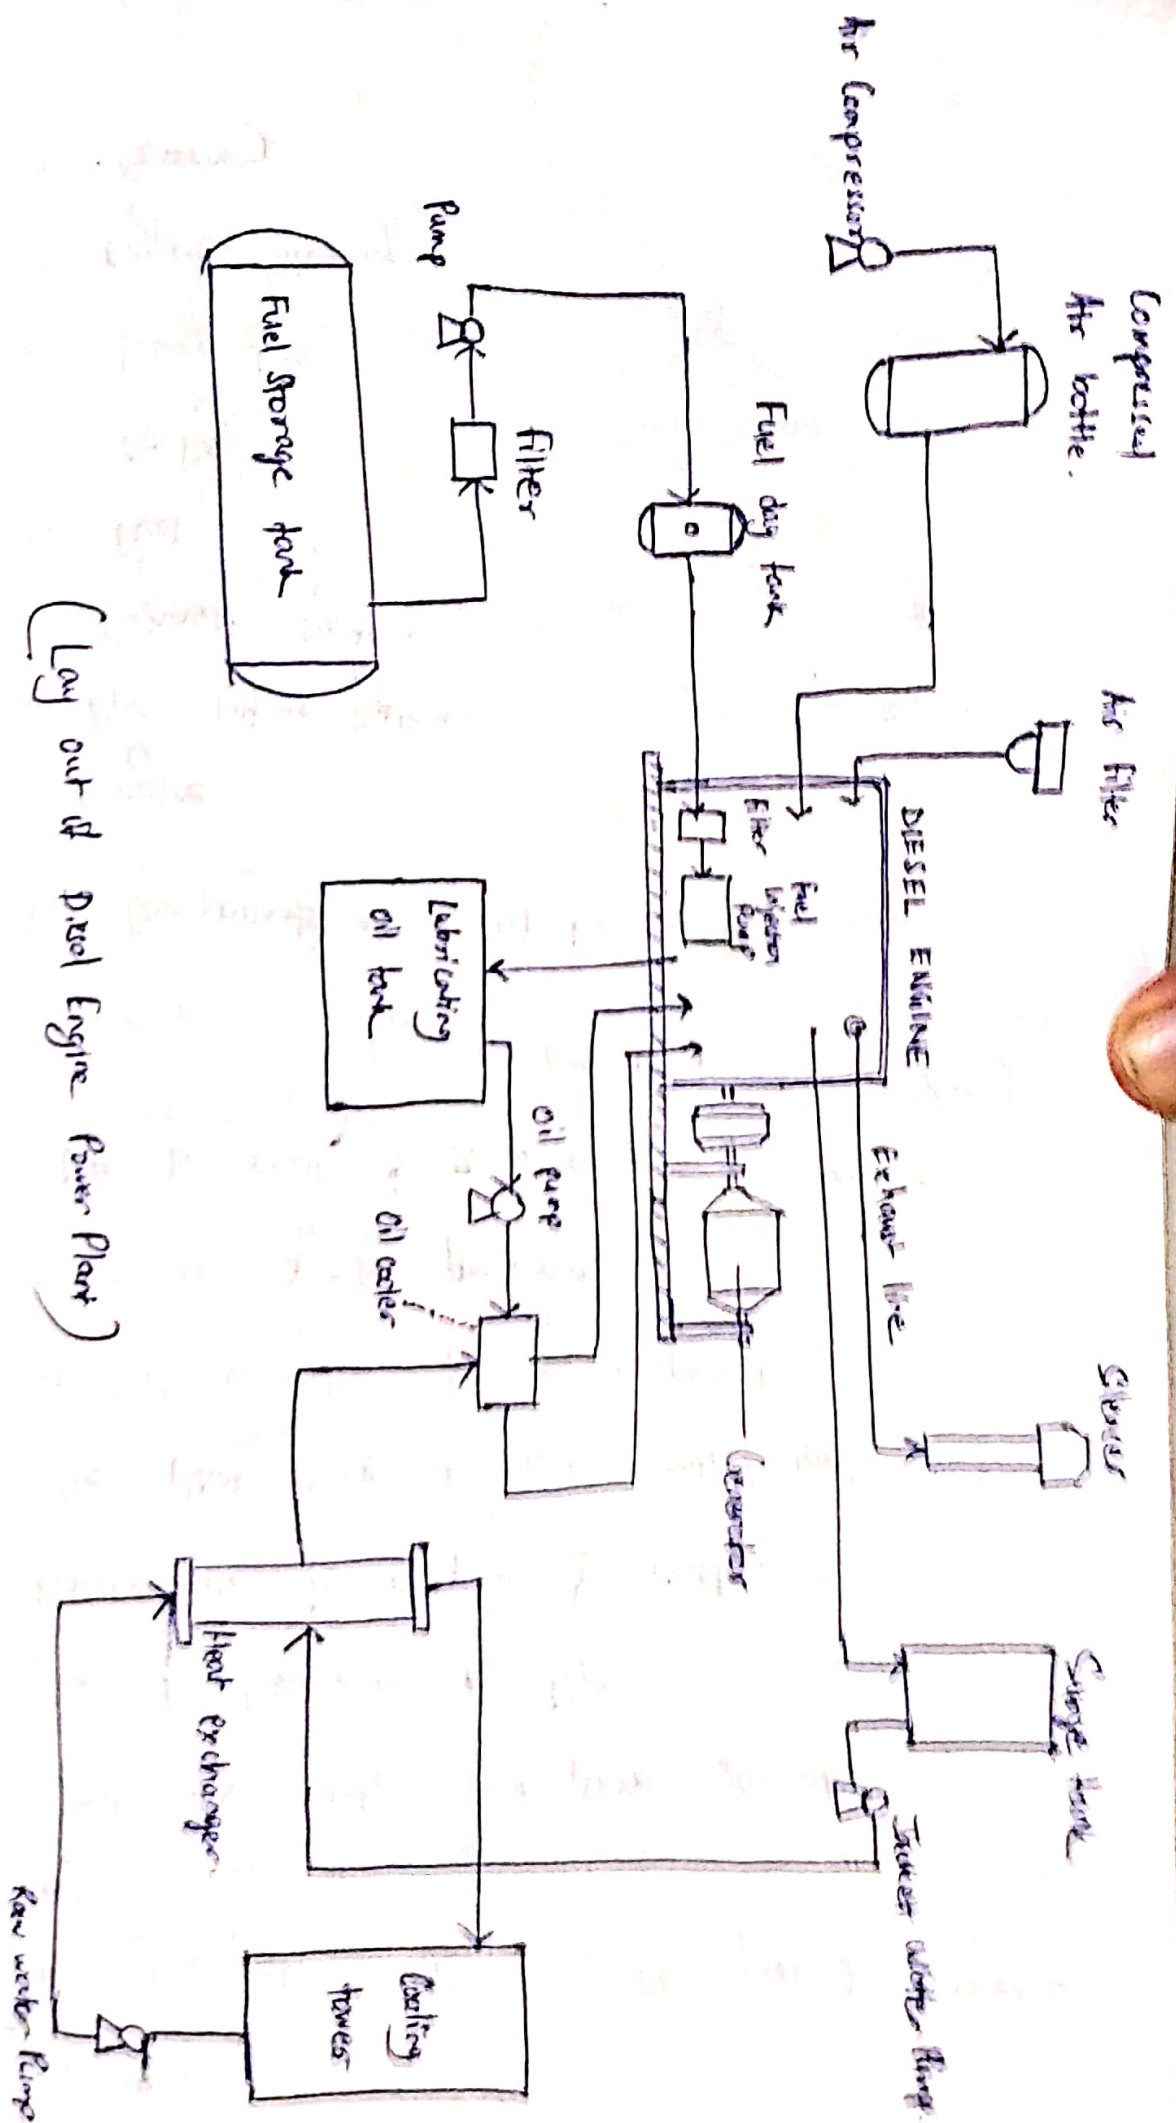 Compressed
Air bottle.
Air Compressor
Air Filter
Silencer
Surge tank
Jacket Water Pump
DIESEL ENGINE
Exhaust line
Fuel day tank
Filter
Fuel
Injection
Pump
Generator
Pump
Filter
Fuel Storage tank
Lubricating
oil tank
Oil pump
Oil cooler
Heat exchanger.
Cooling
tower
Raw water Pump
(Lay out of Diesel Engine Power Plant)